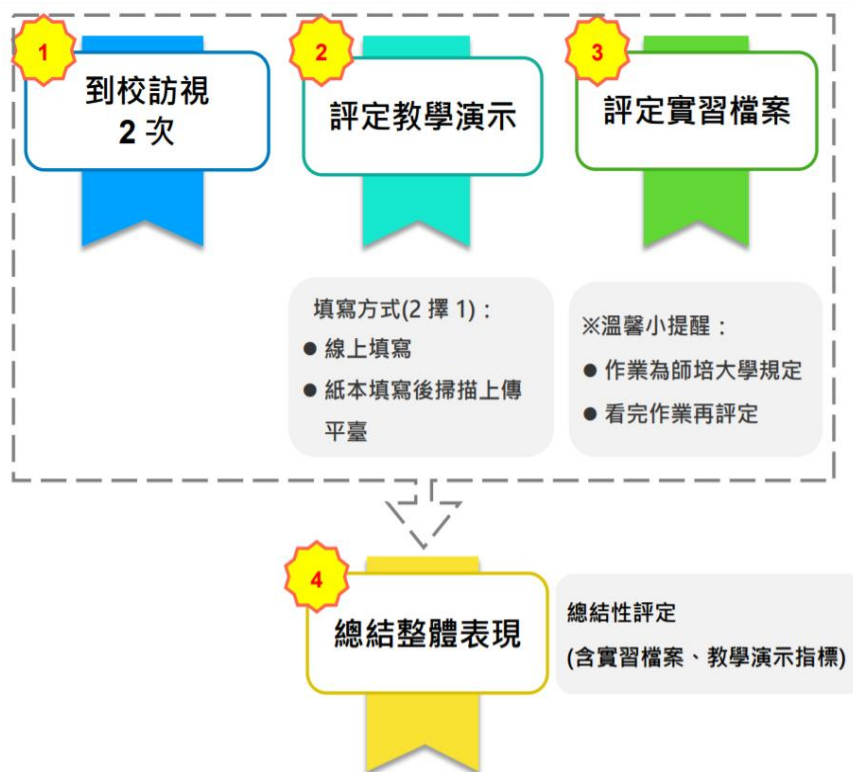 1
到校訪視
2 次
2
評定教學演示
3
評定實習檔案
填寫方式(2 擇 1)：
● 線上填寫
● 紙本填寫後掃描上傳
平臺
※溫馨小提醒：
● 作業為師培大學規定
● 看完作業再評定
4
總結整體表現
總結性評定
(含實習檔案、教學演示指標)